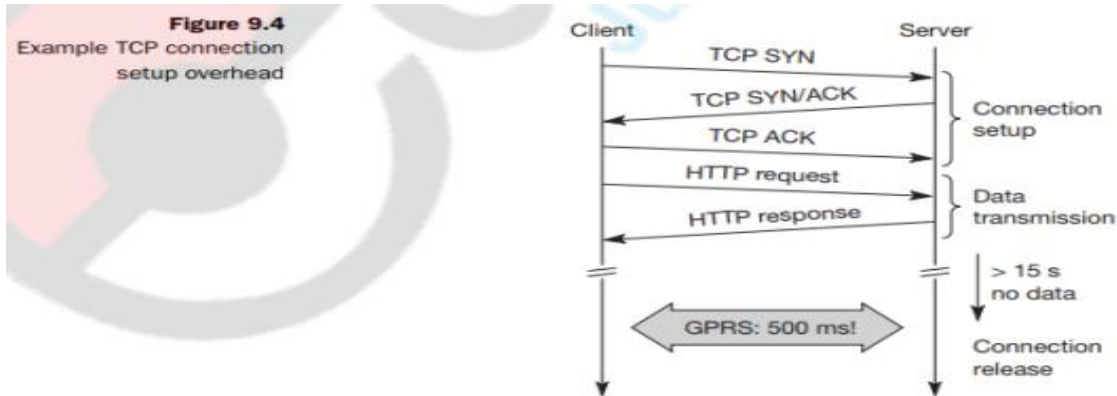 Figure 9.4
Example TCP connection
setup overhead
Client
Server
TCP SYN
TCP SYN/ACK
TCP ACK
Connection
setup
HTTP request
HTTP response
Data
transmission
> 15 s
no data
GPRS: 500 ms!
Connection
release